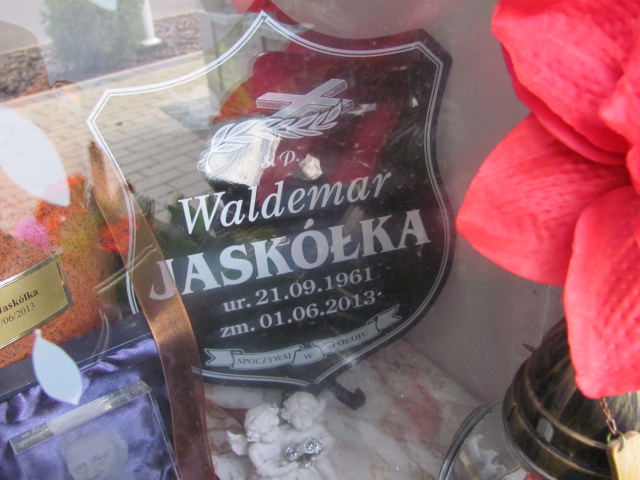 Ś.P.
Waldemar
JASKÓŁKA
ur. 21.09.1961
zm. 01.06.2013
SPOCZYWAJ W POKOJU
Jaskółka
/06/2013